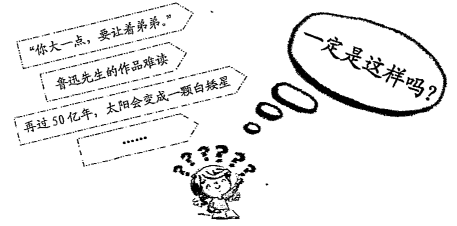 “你大一点，要让着弟弟。”
鲁迅先生的作品难读
再过50亿年，太阳会变成一颗白矮星
……
一定是这样吗？
? ? ? ? ? ?